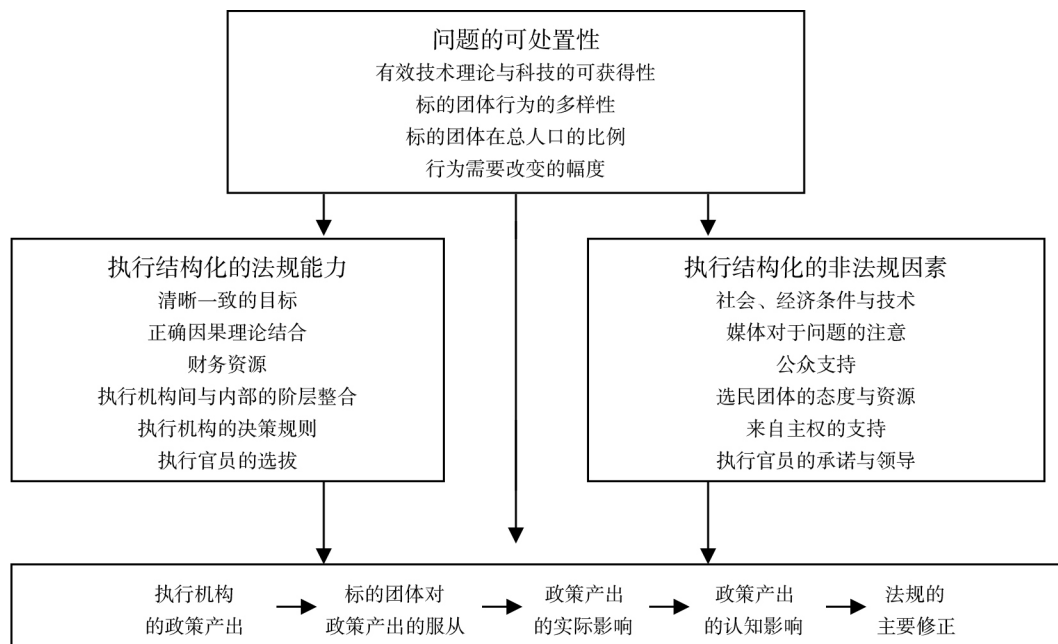 问题的可处置性
有效技术理论与科技的可获得性
标的团体行为的多样性
标的团体在总人口的比例
行为需要改变的幅度
执行结构化的法规能力
清晰一致的目标
正确因果理论结合
财务资源
执行机构间与内部的阶层整合
执行机构的决策规则
执行官员的选拔
执行结构化的非法规因素
社会、经济条件与技术
媒体对于问题的注意
公众支持
选民团体的态度与资源
来自主权的支持
执行官员的承诺与领导
执行机构
的政策产出
标的团体对
政策产出的服从
政策产出
的实际影响
政策产出
的认知影响
法规的
主要修正